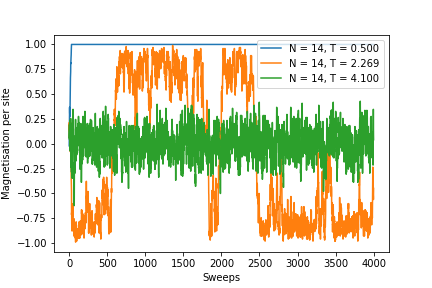 1.00
0.75
0.50
0.25
0.00
−0.25
−0.50
−0.75
−1.00
Magnetisation per site
N = 14, T = 0.500
N = 14, T = 2.269
N = 14, T = 4.100
0 500 1000 1500 2000 2500 3000 3500 4000
Sweeps